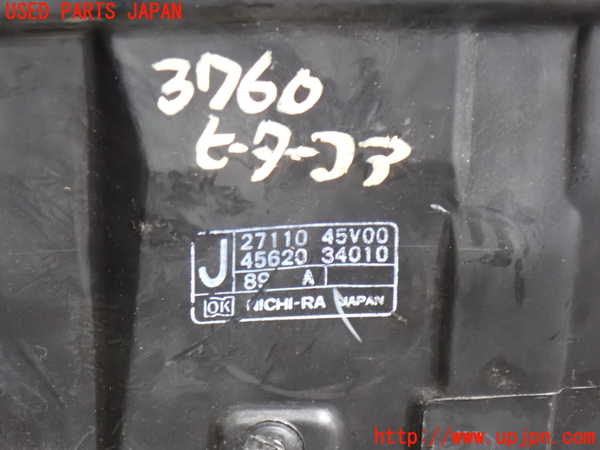 USED PARTS JAPAN
3760
ヒーターコア
J 27110 45V00
45620 34010
89 A
OK NICHI-RA JAPAN
http://www.upjpn.com